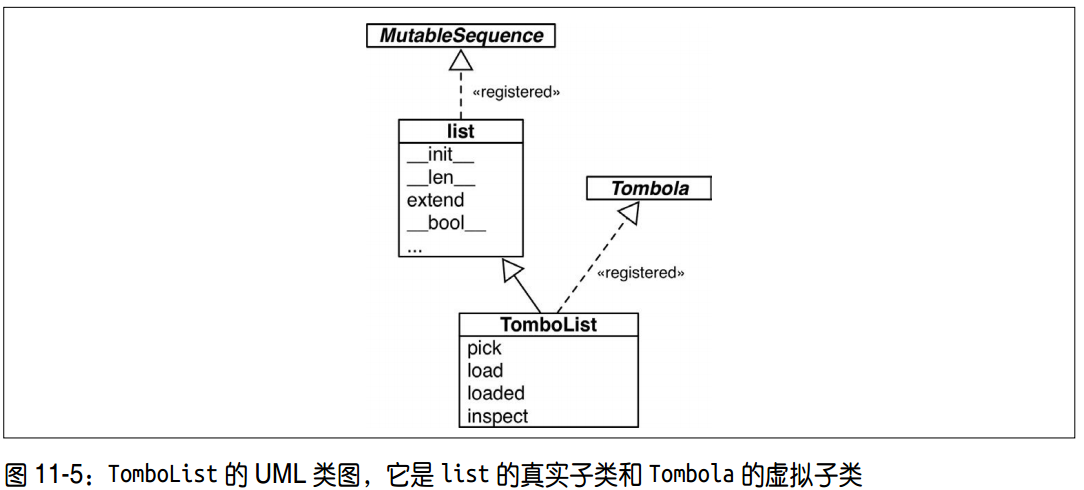 MutableSequence
«registered»
list
__init__
__len__
extend
__bool__
...
Tombola
«registered»
TomboList
pick
load
loaded
inspect
图 11-5：TomboList 的 UML 类图，它是 list 的真实子类和 Tombola 的虚拟子类